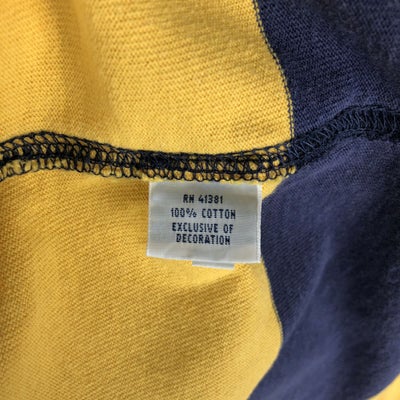 RN 41381
100% COTTON
EXCLUSIVE OF
DECORATION